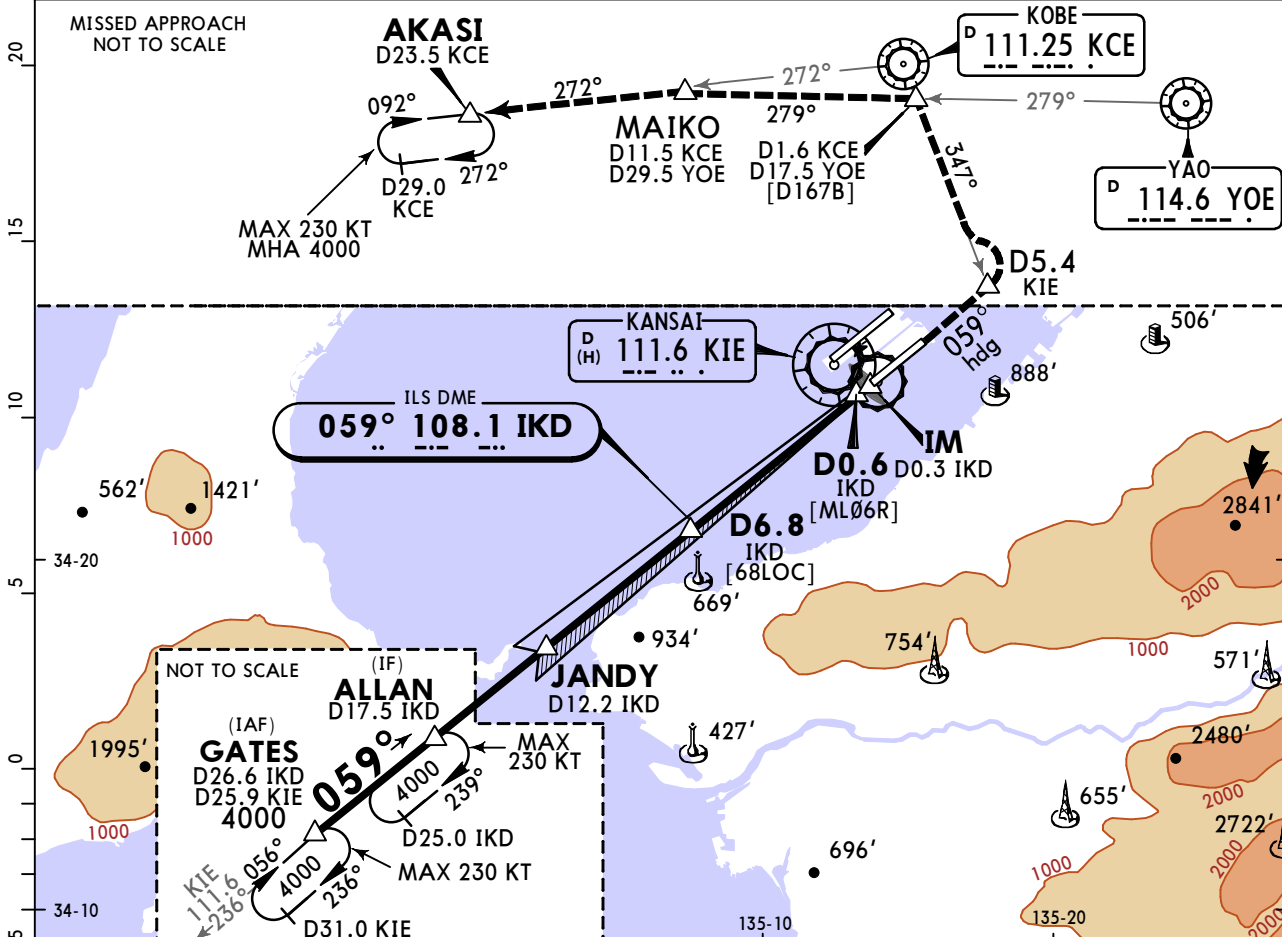 MISSED APPROACH
NOT TO SCALE
AKASI
D23.5 KCE
KOBE
D 111.25 KCE
272°
272°
092°
279°
279°
MAIKO
D11.5 KCE
D29.5 YOE
D1.6 KCE
D17.5 YOE
[D167B]
347°
YAO
D 114.6 YOE
272°
D29.0
KCE
MAX 230 KT
MHA 4000
D5.4
KIE
059°
hdg
KANSAI
D
(H) 111.6 KIE
506'
888'
ILS DME
059° 108.1 IKD
IM
D0.3 IKD
D0.6
IKD
[MLØ6R]
562'
1421'
1000
2841'
2000
1000
D6.8
IKD
[68LOC]
669'
934'
754'
571'
JANDY
D12.2 IKD
427'
NOT TO SCALE
(IF)
ALLAN
D17.5 IKD
(IAF)
GATES
D26.6 IKD
D25.9 KIE
4000
059°
MAX
230 KT
4000
239°
D25.0 IKD
MAX 230 KT
056°
4000
236°
KIE
111.6
236°
D31.0 KIE
1995'
1000
2480'
2000
655'
2722'
2000
1000
2000
696'
20
15
10
5
0
5
34-20
34-10
135-10
135-20